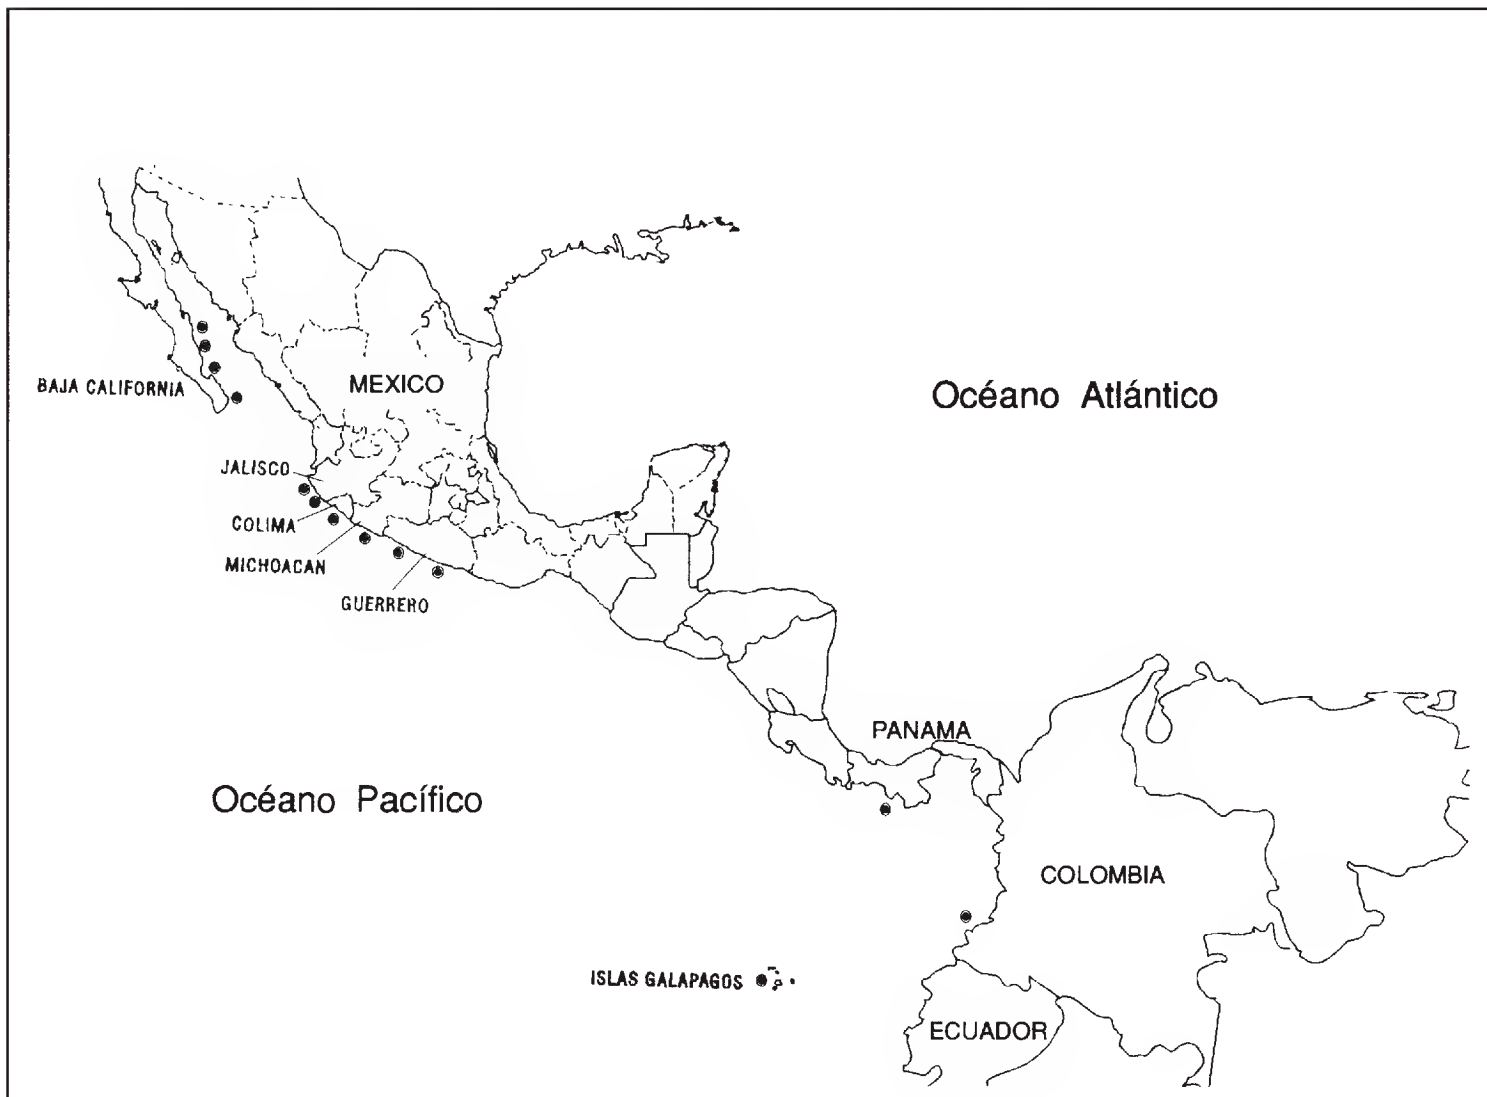 BAJA CALIFORNIA
MEXICO
Océano Atlántico
JALISCO
COLIMA
MICHOACAN
GUERRERO
PANAMA
Océano Pacífico
COLOMBIA
ISLAS GALAPAGOS
ECUADOR